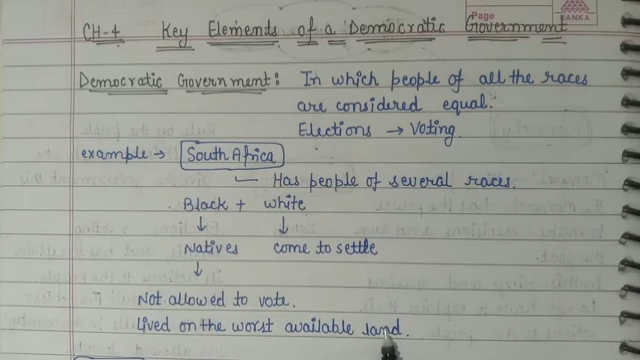 Page
RANKA
CH-4 Key Elements of a Democratic Government
Democratic Government: In which people of all the races
are considered equal.
Elections → Voting.
example → South Africa
Has people of several races.
Black + white
↓ ↓
Natives come to settle
↓
Not allowed to vote.
Lived on the worst available land.